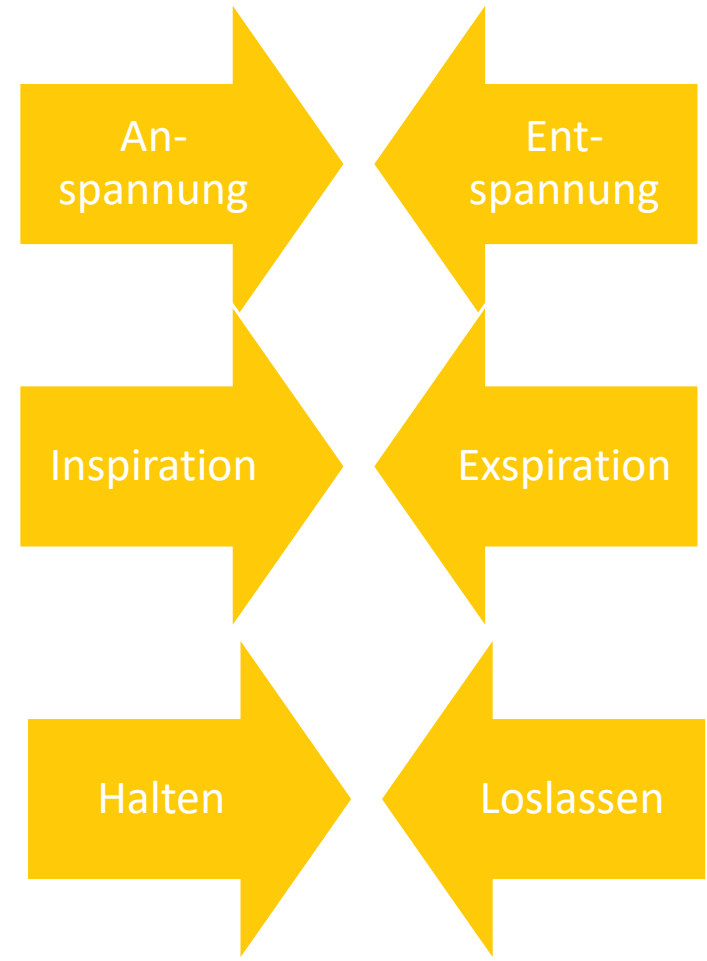 An-
spannung
Ent-
spannung
Inspiration
Exspiration
Halten
Loslassen